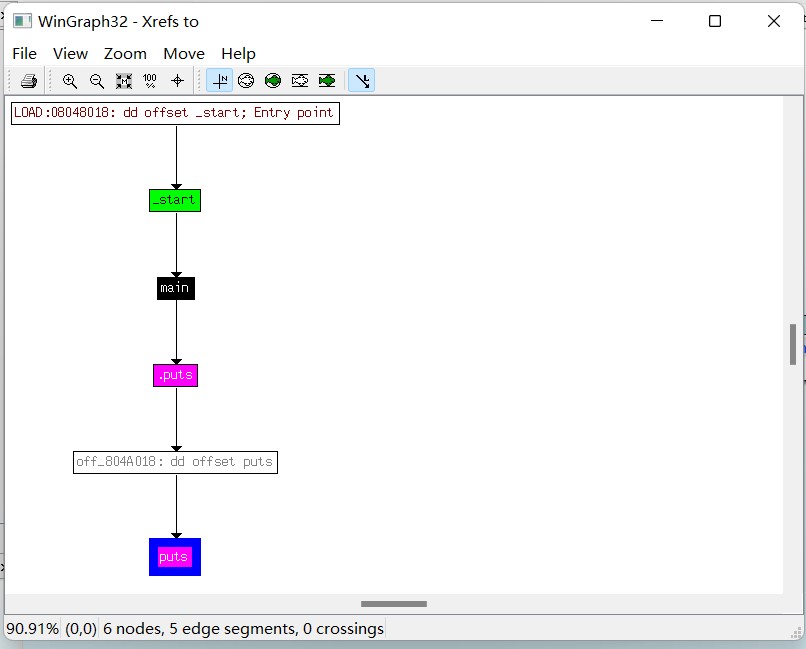 WinGraph32 - Xrefs to
File View Zoom Move Help
100 %
N
LOAD:08048018: dd offset _start; Entry point
_start
main
.puts
off_804A018: dd offset puts
puts
90.91% (0,0) 6 nodes, 5 edge segments, 0 crossings